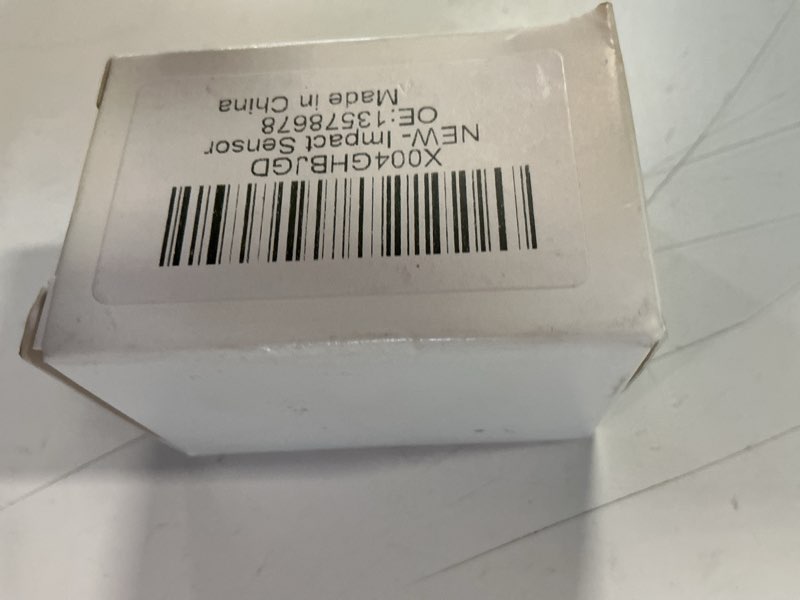 X004GHBJGD
NEW- Impact Sensor
OE:13578678
Made in China